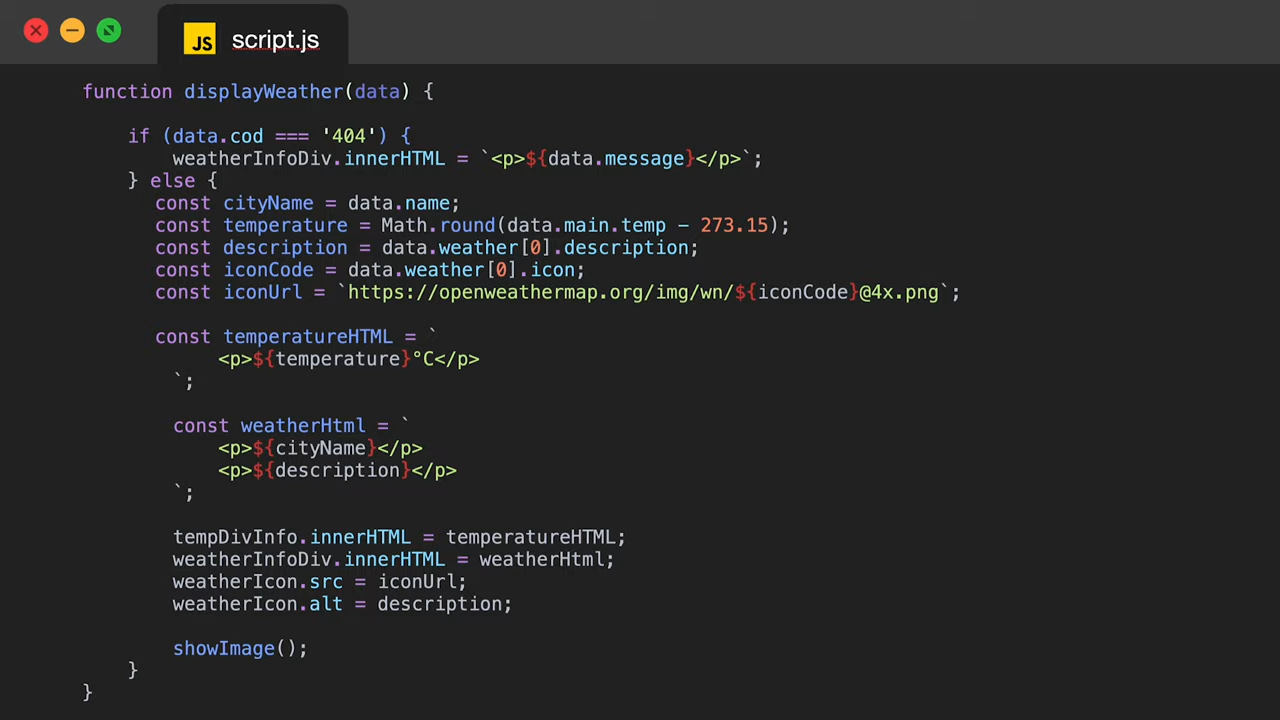 JS script.js
function displayWeather(data) {
if (data.cod === '404') {
weatherInfoDiv.innerHTML = `<p>${data.message}</p>`;
} else {
const cityName = data.name;
const temperature = Math.round(data.main.temp - 273.15);
const description = data.weather[0].description;
const iconCode = data.weather[0].icon;
const iconUrl = `https://openweathermap.org/img/wn/${iconCode}@4x.png`;
const temperatureHTML = `
<p>${temperature}°C</p>
`;
const weatherHtml = `
<p>${cityName}</p>
<p>${description}</p>
`;
tempDivInfo.innerHTML = temperatureHTML;
weatherInfoDiv.innerHTML = weatherHtml;
weatherIcon.src = iconUrl;
weatherIcon.alt = description;
showImage();
}
}